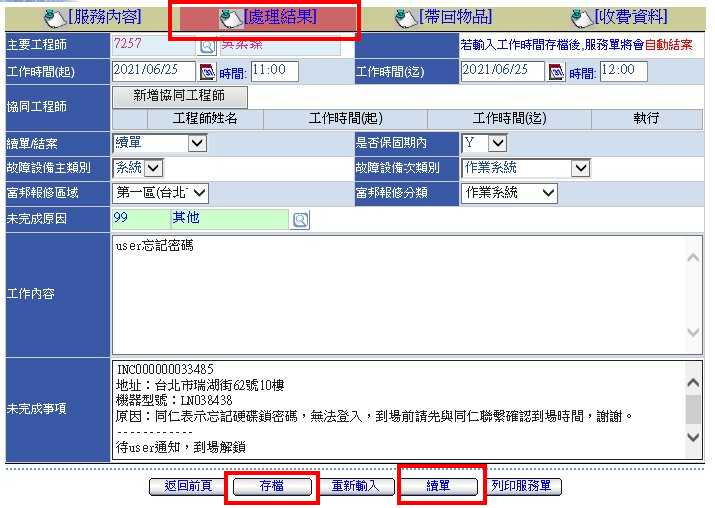 [服務內容] [處理結果] [帶回物品] [收費資料]
主要工程師 7257 若輸入工作時間存檔後,服務單將會自動結案
工作時間(起) 2021/06/25 時間: 11:00 工作時間(迄) 2021/06/25 時間: 12:00
協同工程師 新增協同工程師
工程師姓名 工作時間(起) 工作時間(迄) 執行
續單/結案 續單 是否保固期內 Y
故障設備主類別 系統 故障設備次類別 作業系統
富邦報修區域 第一區(台北 富邦報修分類 作業系統
未完成原因 99 其他
工作內容 user忘記密碼
未完成事項 INC000000033485
地址：台北市瑞湖街62號10樓
機器型號：LN038438
原因：同仁表示忘記硬碟鎖密碼，無法登入，到場前請先與同仁聯繫確認到場時間，謝謝。
------------
待user通知，到場解鎖
返回前頁 存檔 重新輸入 續單 列印服務單